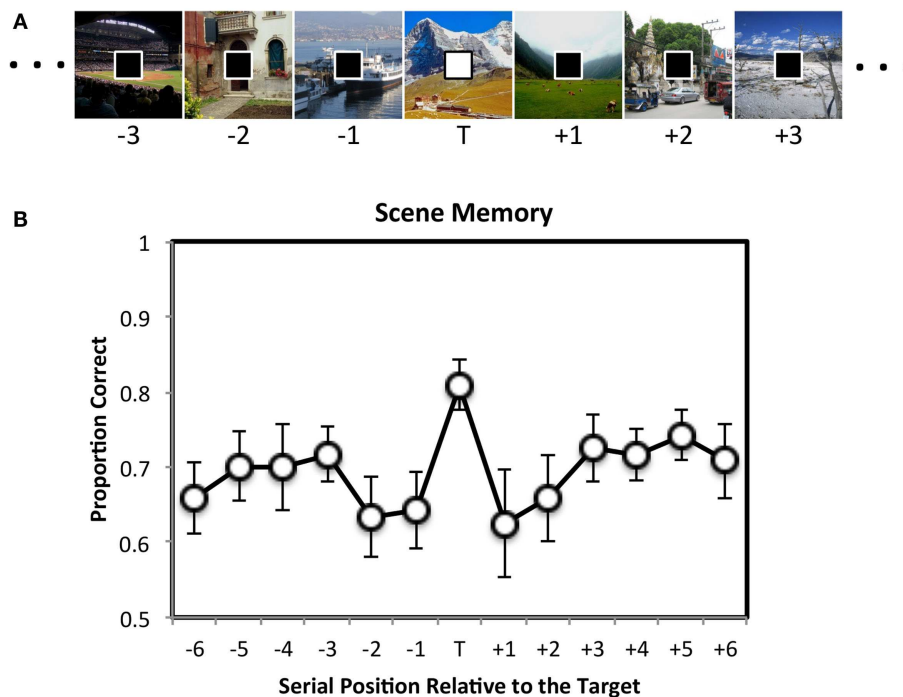 A
-3 -2 -1 T +1 +2 +3
B
Scene Memory
1
0.9
0.8
0.7
0.6
0.5
Proportion Correct
-6 -5 -4 -3 -2 -1 T +1 +2 +3 +4 +5 +6
Serial Position Relative to the Target